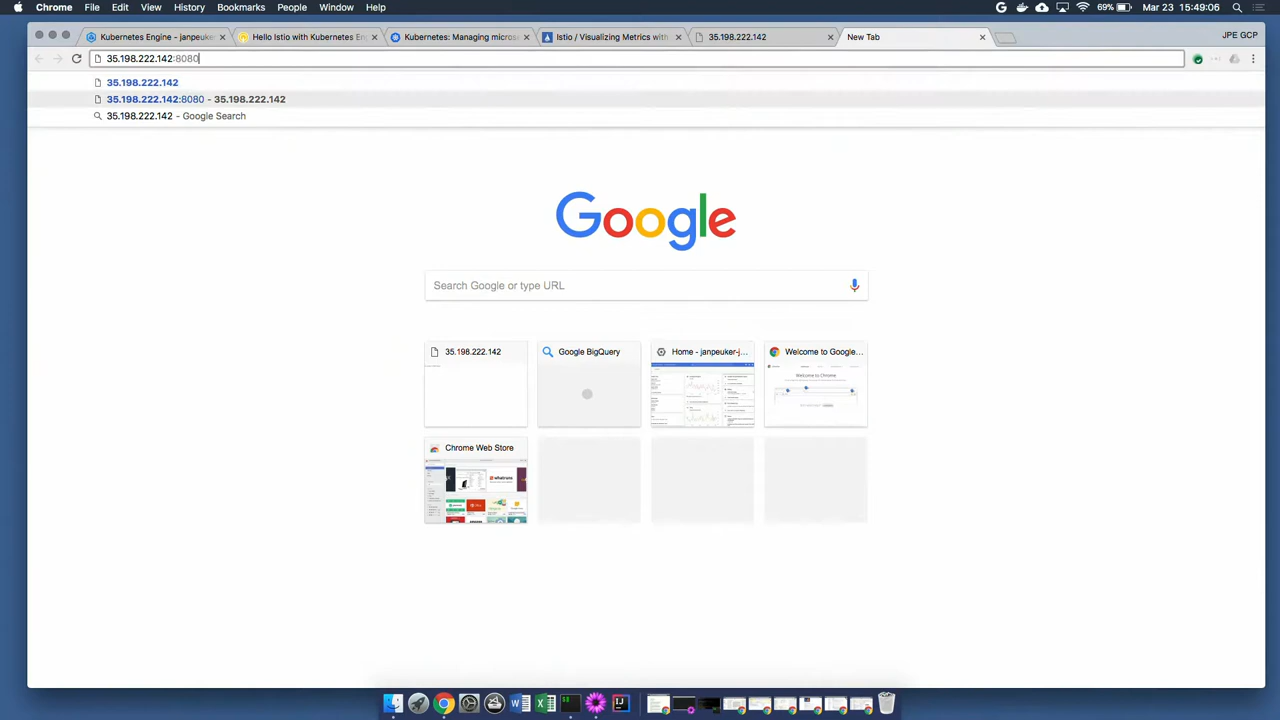 Chrome File Edit View History Bookmarks People Window Help 69% Mar 23 15:49:06
Kubernetes Engine - janpeuker Hello Istio with Kubernetes En Kubernetes: Managing micros Istio / Visualizing Metrics with 35.198.222.142 New Tab JPE GCP
35.198.222.142:8080
35.198.222.142
35.198.222.142:8080 - 35.198.222.142
35.198.222.142 - Google Search
Google
Search Google or type URL
35.198.222.142 Google BigQuery Home - janpeuker-j... Welcome to Google...
Chrome Web Store